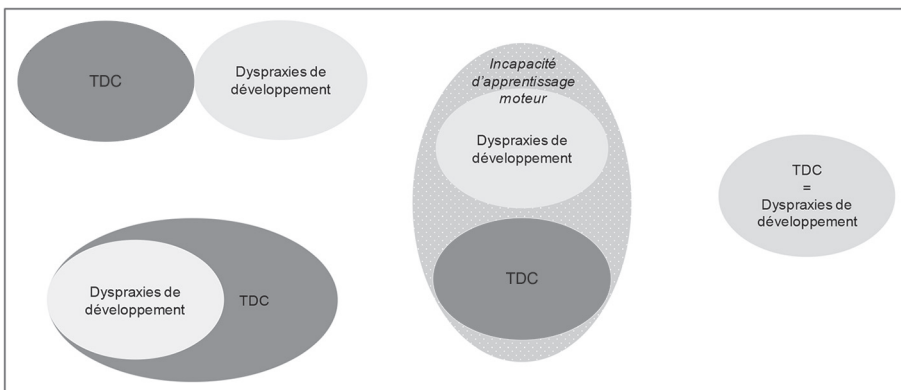 TDC
Dyspraxies de
développement
Incapacité
d'apprentissage
moteur
Dyspraxies de
développement
TDC
TDC
=
Dyspraxies de
développement
Dyspraxies de
développement
TDC